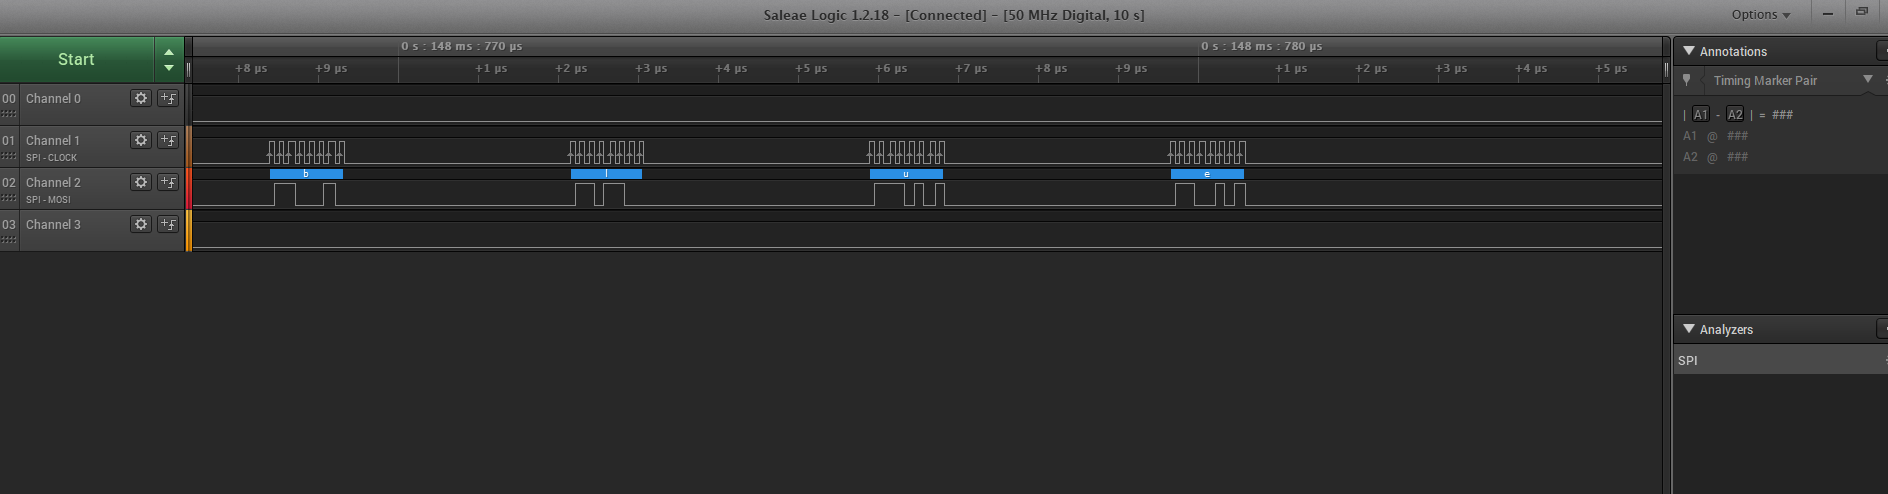 Saleae Logic 1.2.18 - [Connected] - [50 MHz Digital, 10 s]
Options
Start
0 s : 148 ms : 770 µs
0 s : 148 ms : 780 µs
+8 µs
+9 µs
+1 µs
+2 µs
+3 µs
+4 µs
+5 µs
+6 µs
+7 µs
+8 µs
+9 µs
+1 µs
+2 µs
+3 µs
+4 µs
+5 µs
00 Channel 0
01 Channel 1
SPI - CLOCK
b
l
u
e
02 Channel 2
SPI - MOSI
03 Channel 3
Annotations
Timing Marker Pair
| A1 - A2 | = ###
A1 @ ###
A2 @ ###
Analyzers
SPI